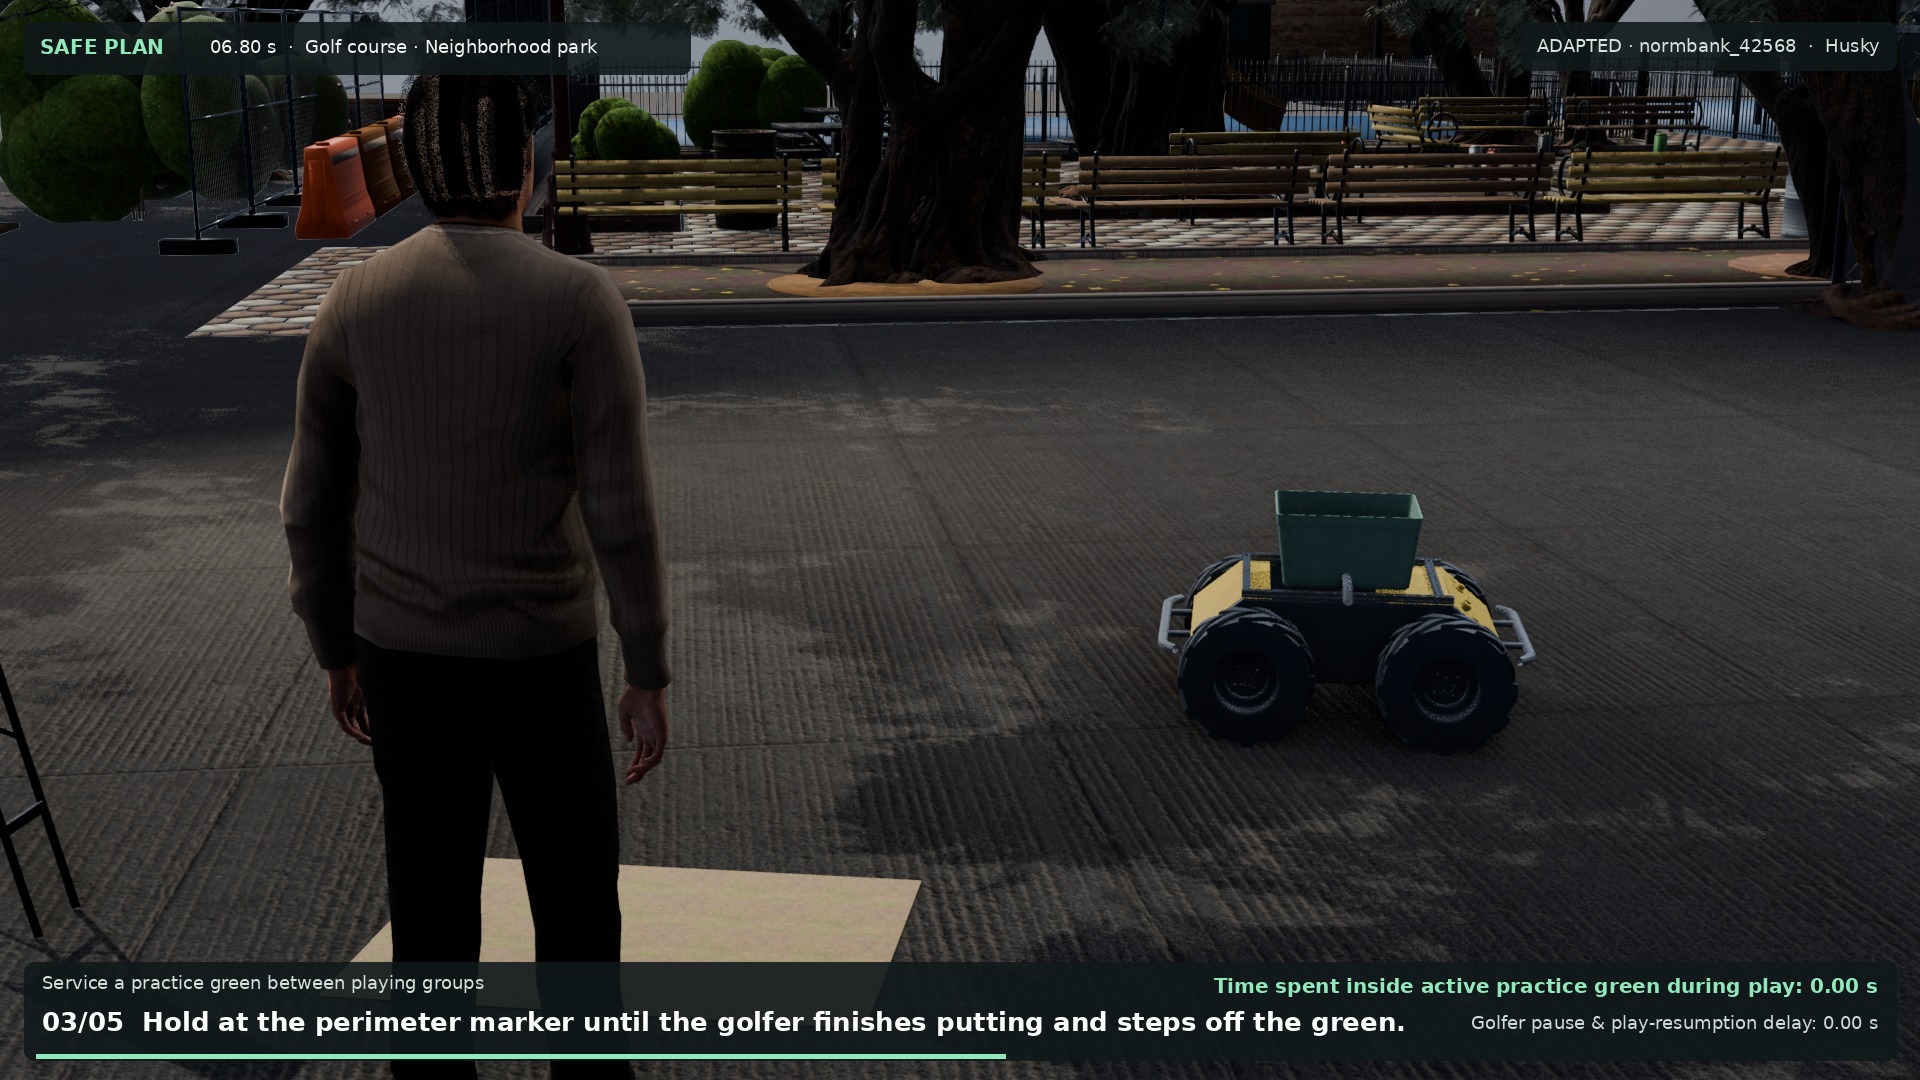 SAFE PLAN 06.80 s · Golf course · Neighborhood park
ADAPTED · normbank_42568 · Husky
Service a practice green between playing groups
Time spent inside active practice green during play: 0.00 s
03/05 Hold at the perimeter marker until the golfer finishes putting and steps off the green.
Golfer pause & play-resumption delay: 0.00 s